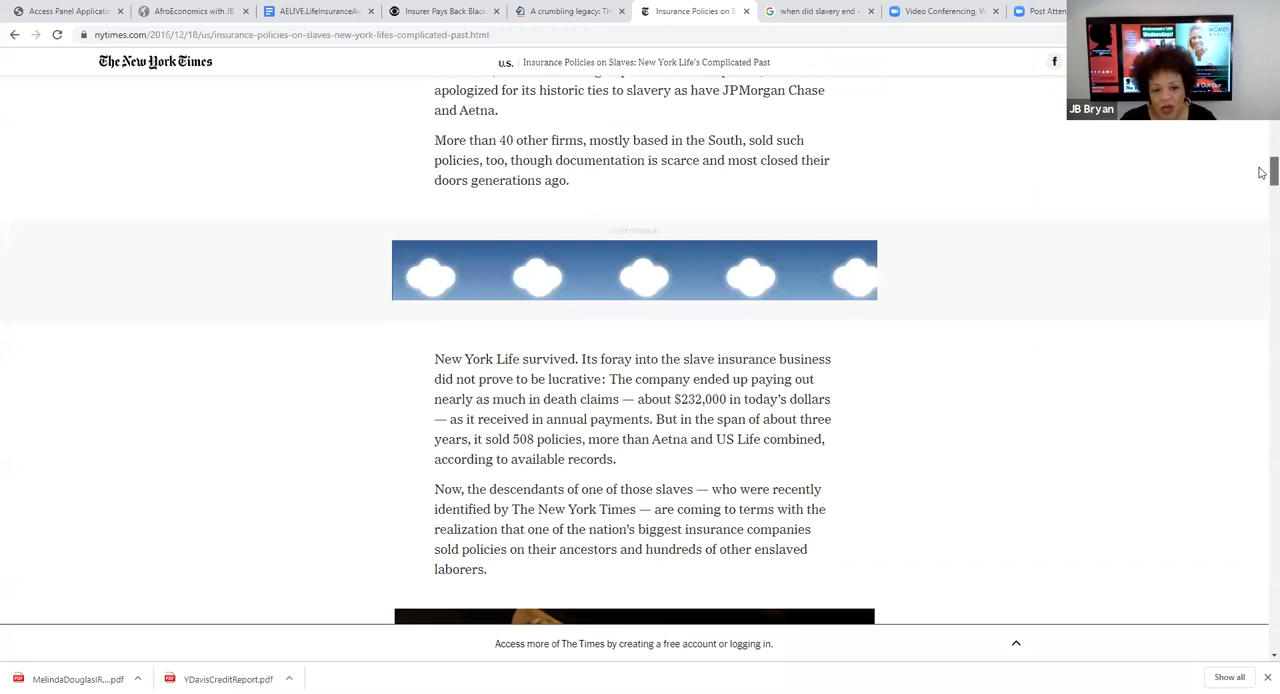 Access Panel Applicatio
AfroEconomics with JB
AELIVE.LifeInsuranceAw
Insurer Pays Back Black
A crumbling legacy: Th
Insurance Policies on S
when did slavery end -
Video Conferencing, W
Post Atten
nytimes.com/2016/12/18/us/insurance-policies-on-slaves-new-york-lifes-complicated-past.html
The New York Times
U.S. | Insurance Policies on Slaves: New York Life's Complicated Past
f
JB Bryan
apologized for its historic ties to slavery as have JPMorgan Chase
and Aetna.
More than 40 other firms, mostly based in the South, sold such
policies, too, though documentation is scarce and most closed their
doors generations ago.
New York Life survived. Its foray into the slave insurance business
did not prove to be lucrative: The company ended up paying out
nearly as much in death claims — about $232,000 in today's dollars
— as it received in annual payments. But in the span of about three
years, it sold 508 policies, more than Aetna and US Life combined,
according to available records.
Now, the descendants of one of those slaves — who were recently
identified by The New York Times — are coming to terms with the
realization that one of the nation's biggest insurance companies
sold policies on their ancestors and hundreds of other enslaved
laborers.
Access more of The Times by creating a free account or logging in.
MelindaDouglasIR....pdf
YDavisCreditReport.pdf
Show all